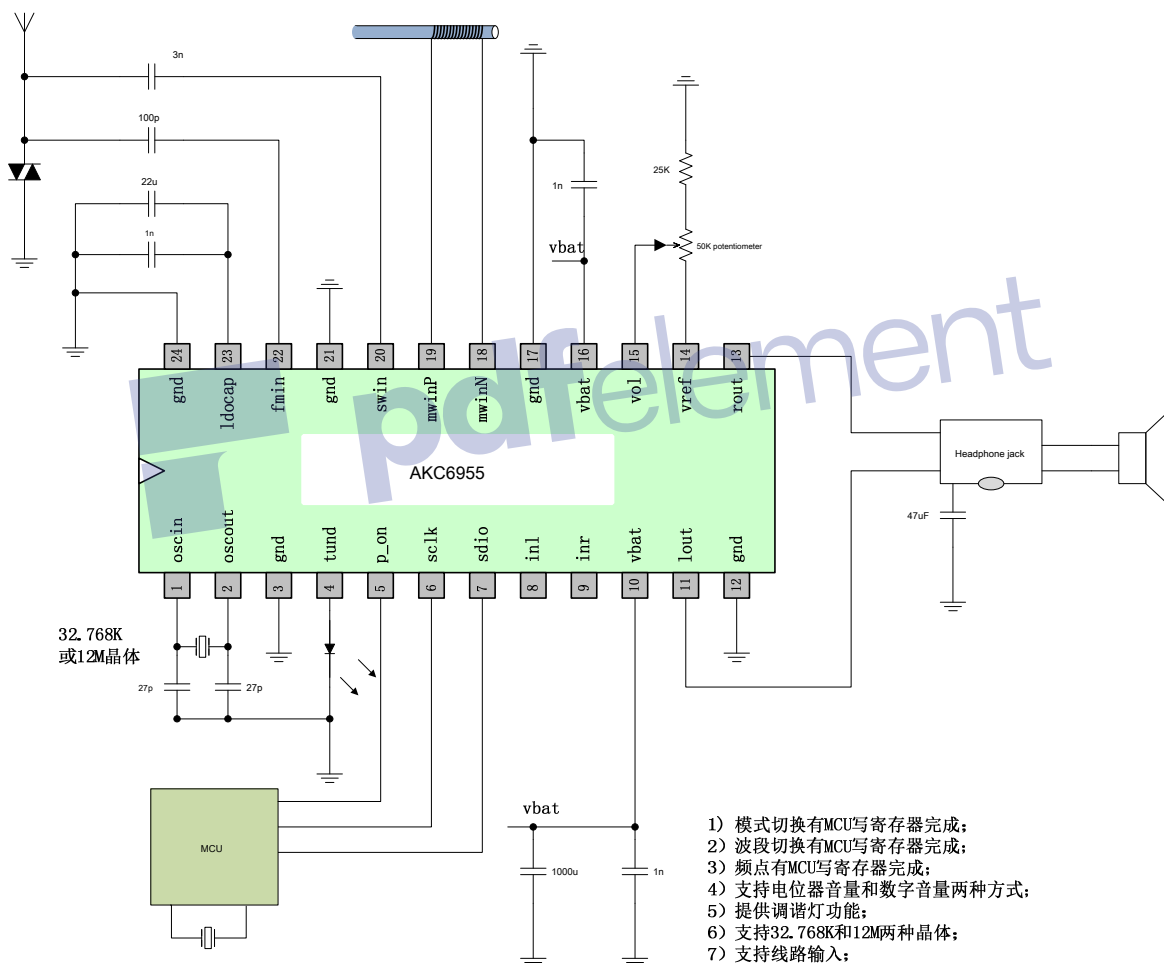 3n
100p
22u
1n
1n
vbat
25K
50K potentiometer
24
23
22
21
20
19
18
17
16
15
14
13
gnd
ldocap
fmin
gnd
swin
mwinP
mwinN
gnd
vbat
vol
vref
rout
pdfelement
AKC6955
Headphone jack
47uF
oscin
oscout
gnd
tund
p_on
sclk
sdio
inl
inr
vbat
lout
gnd
1
2
3
4
5
6
7
8
9
10
11
12
32.768K
或12M晶体
27p
27p
MCU
vbat
1000u
1n
1）模式切换有MCU写寄存器完成；
2）波段切换有MCU写寄存器完成；
3）频点有MCU写寄存器完成；
4）支持电位器音量和数字音量两种方式；
5）提供调谐灯功能；
6）支持32.768K和12M两种晶体；
7）支持线路输入；